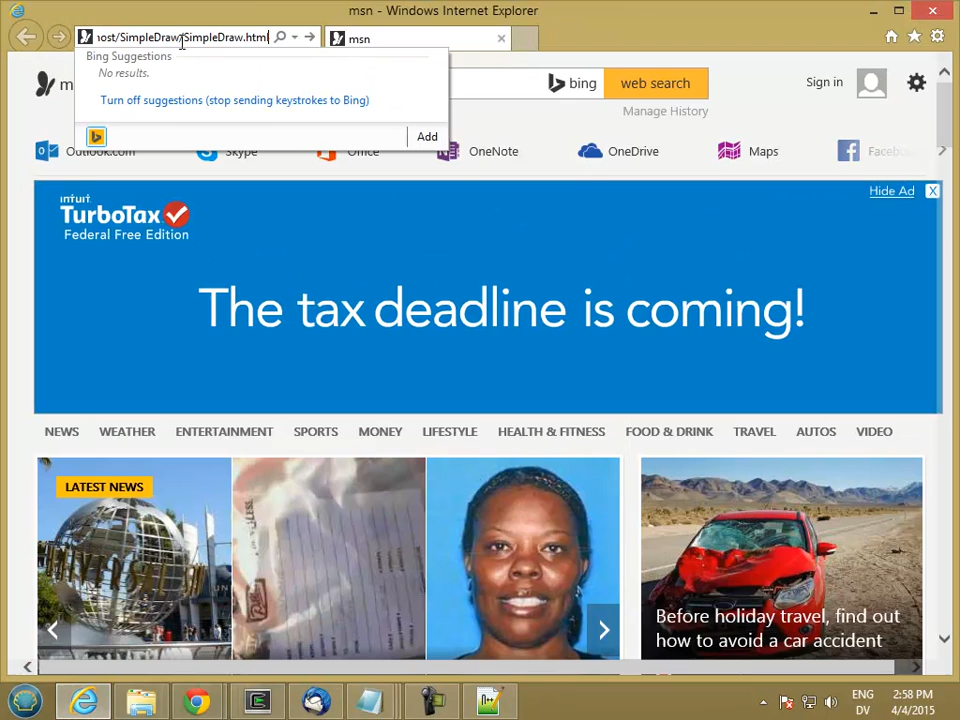 msn - Windows Internet Explorer
ost/SimpleDraw/SimpleDraw.html
msn
Bing Suggestions
No results.
Turn off suggestions (stop sending keystrokes to Bing)
Add
bing
web search
Sign in
Manage History
Outlook.com
Skype
Office
OneNote
OneDrive
Maps
Facebo
intuit
TurboTax
Federal Free Edition
Hide Ad
X
The tax deadline is coming!
NEWS
WEATHER
ENTERTAINMENT
SPORTS
MONEY
LIFESTYLE
HEALTH & FITNESS
FOOD & DRINK
TRAVEL
AUTOS
VIDEO
LATEST NEWS
Before holiday travel, find out
how to avoid a car accident
ENG
DV
2:58 PM
4/4/2015